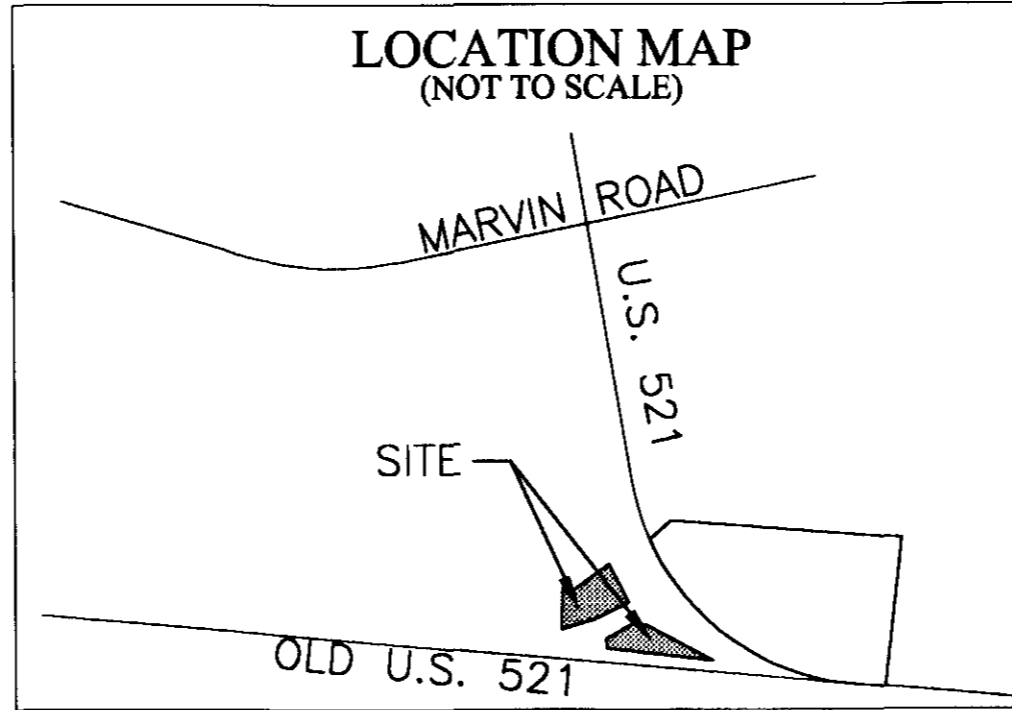 LOCATION MAP
(NOT TO SCALE)
MARVIN ROAD
U.S. 521
SITE
OLD U.S. 521